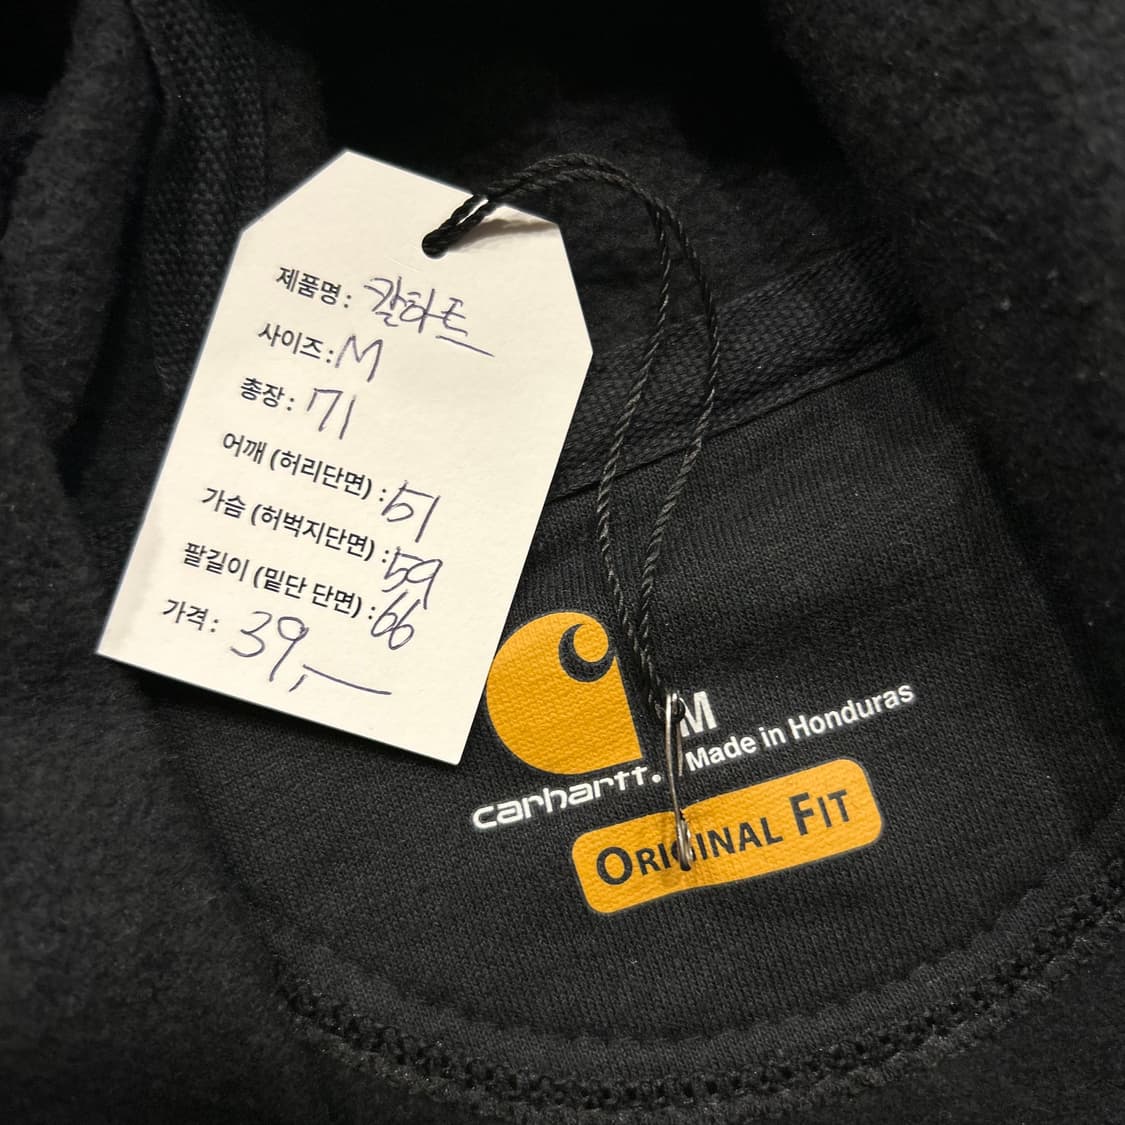 제품명 : 칼하트
사이즈 : M
총장 : 71
어깨 (허리단면) : 51
가슴 (허벅지단면) : 59
팔길이 (밑단 단면) : 66
가격 : 39,—
M
Made in Honduras
carhartt.
ORIGINAL FIT